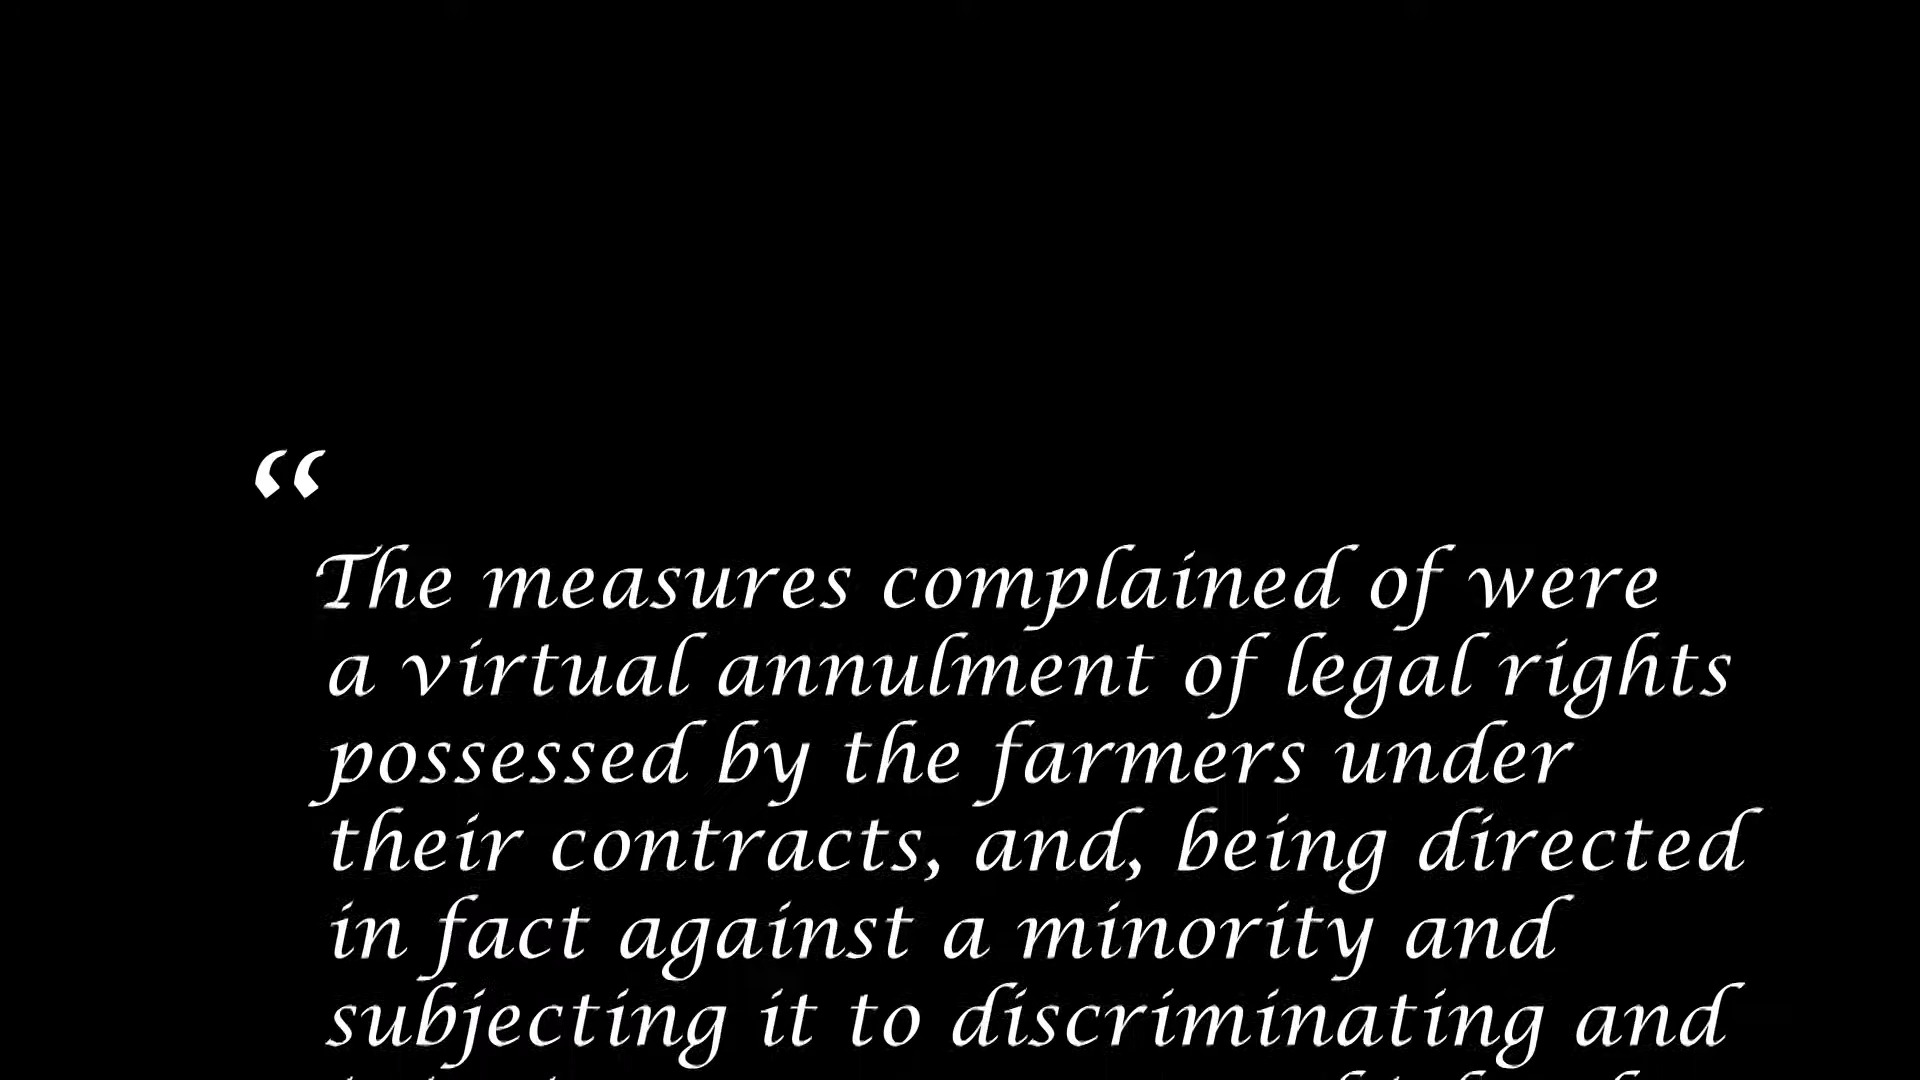 “
The measures complained of were
a virtual annulment of legal rights
possessed by the farmers under
their contracts, and, being directed
in fact against a minority and
subjecting it to discriminating and